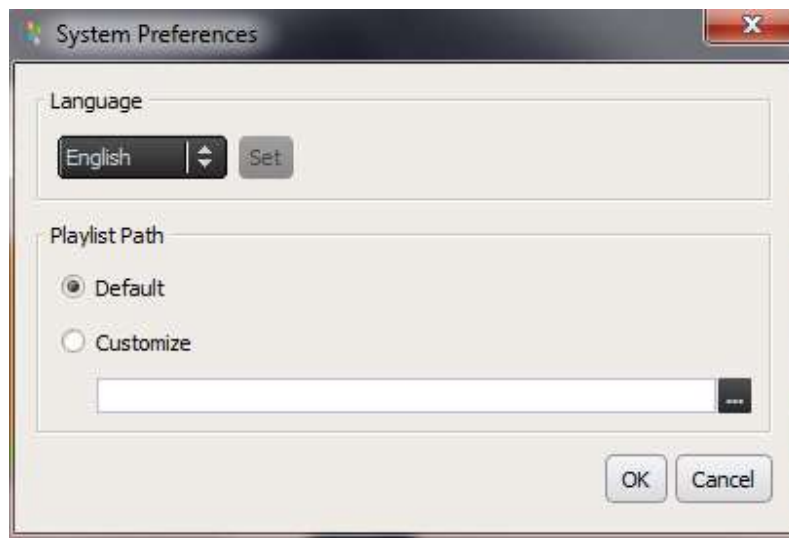 System Preferences
Language
English
Set
Playlist Path
Default
Customize
...
OK
Cancel